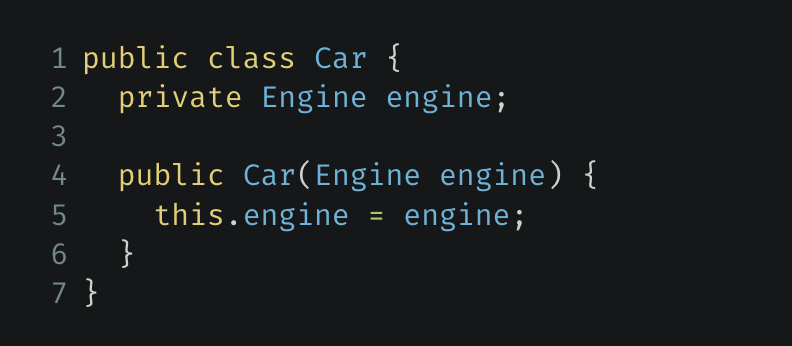 1 public class Car {
2   private Engine engine;
3
4   public Car(Engine engine) {
5     this.engine = engine;
6   }
7 }